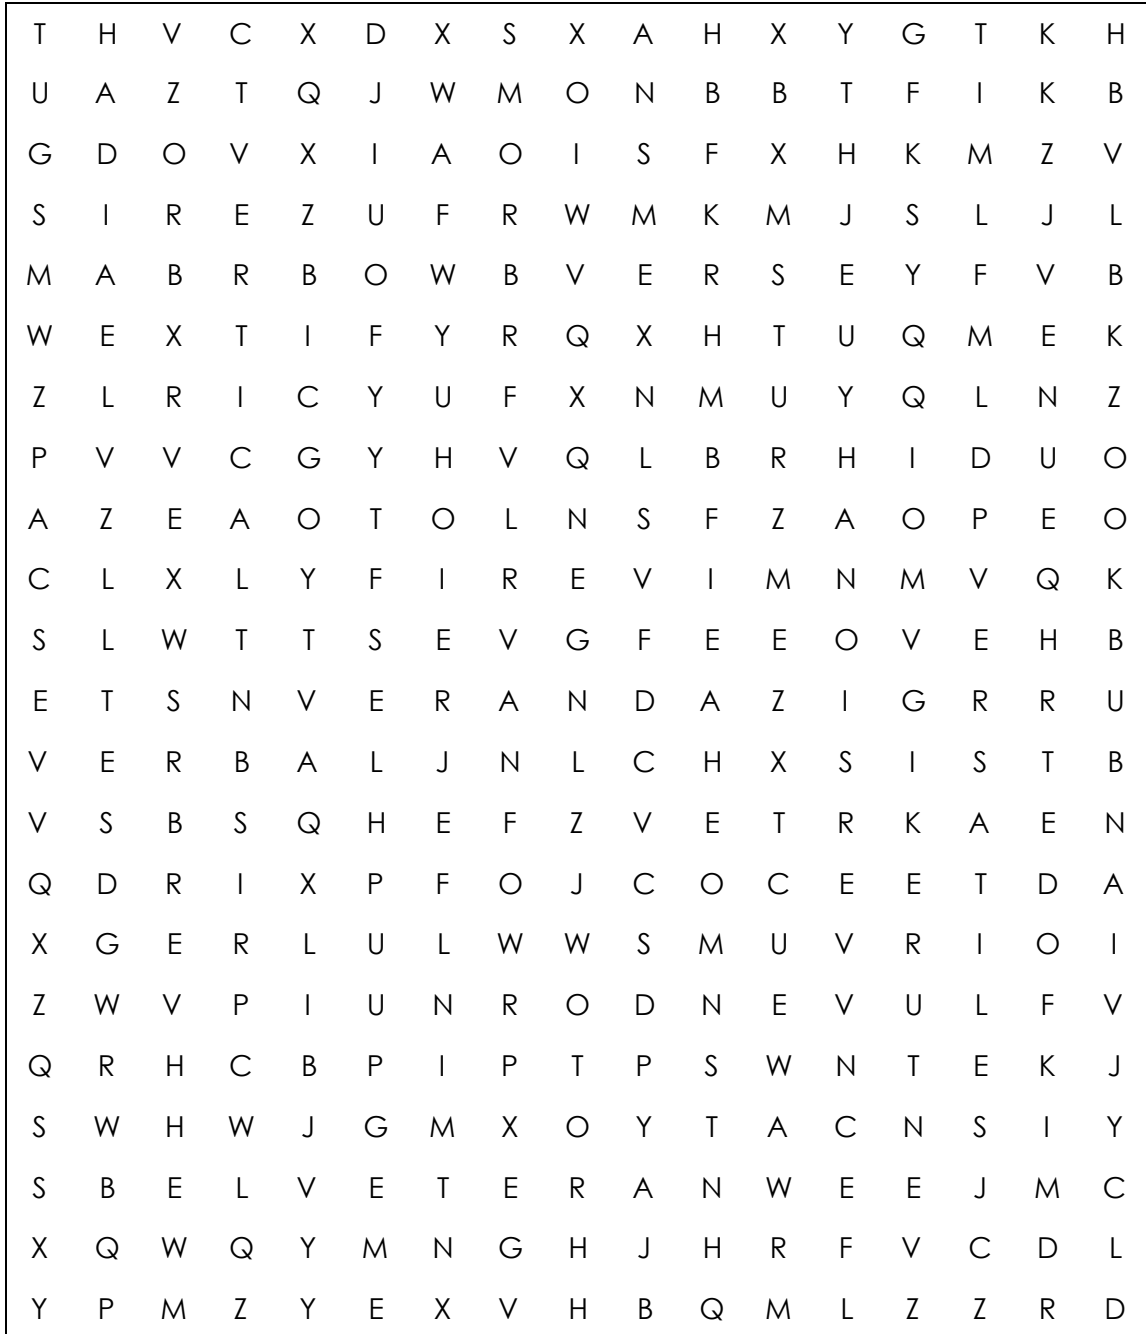 T H V C X D X S X A H X Y G T K H
U A Z T Q J W M O N B B T F I K B
G D O V X I A O I S F X H K M Z V
S I R E Z U F R W M K M J S L J L
M A B R B O W B V E R S E Y F V B
W E X T I F Y R Q X H T U Q M E K
Z L R I C Y U F X N M U Y Q L N Z
P V V C G Y H V Q L B R H I D U O
A Z E A O T O L N S F Z A O P E O
C L X L Y F I R E V I M N M V Q K
S L W T T S E V G F E E O V E H B
E T S N V E R A N D A Z I G R R U
V E R B A L J N L C H X S I S T B
V S B S Q H E F Z V E T R K A E N
Q D R I X P F O J C O C E E T D A
X G E R L U L W W S M U V R I O I
Z W V P I U N R O D N E V U L F V
Q R H C B P I P T P S W N T E K J
S W H W J G M X O Y T A C N S I Y
S B E L V E T E R A N W E E J M C
X Q W Q Y M N G H J H R F V C D L
Y P M Z Y E X V H B Q M L Z Z R D